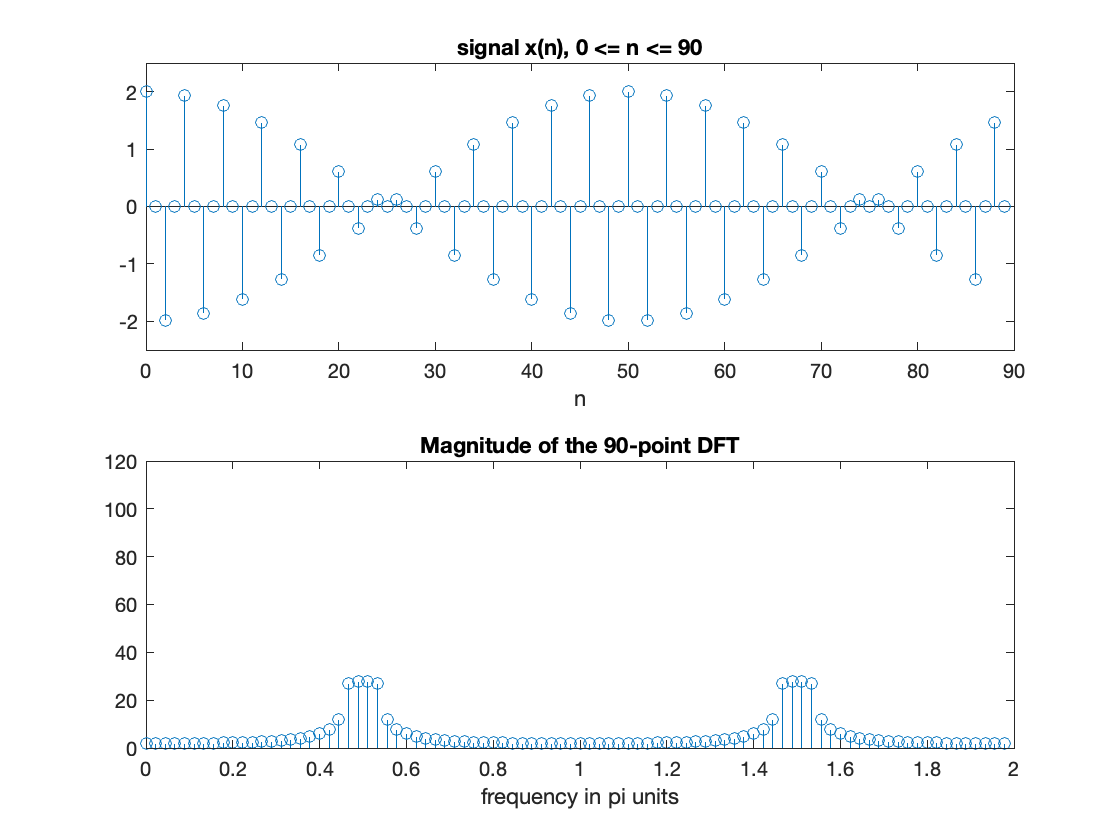 signal x(n), 0 <= n <= 90
2
1
0
-1
-2
0 10 20 30 40 50 60 70 80 90
n
Magnitude of the 90-point DFT
120
100
80
60
40
20
0
0 0.2 0.4 0.6 0.8 1 1.2 1.4 1.6 1.8 2
frequency in pi units